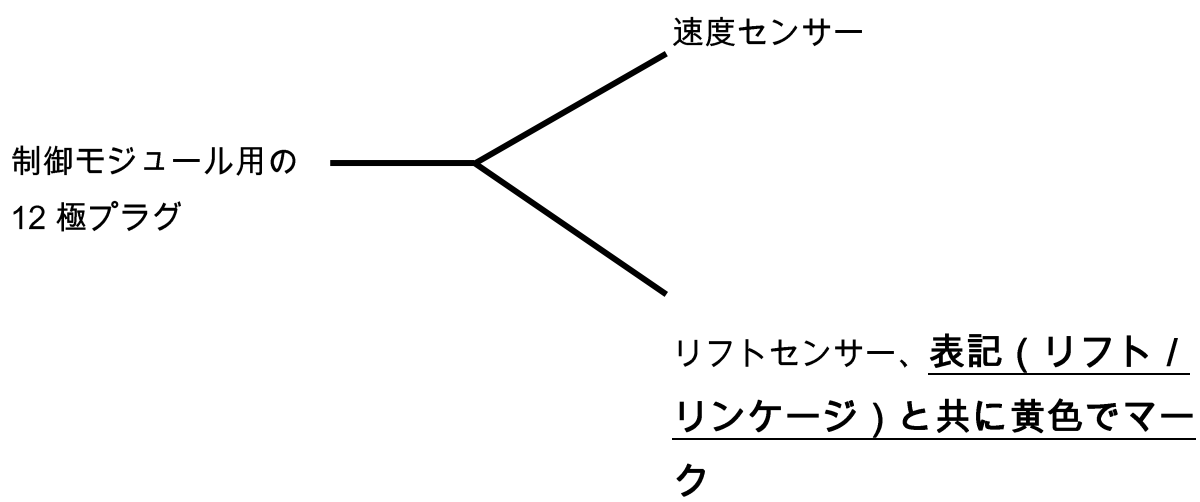 速度センサー
制御モジュール用の
12 極プラグ
リフトセンサー、表記 ( リフト /
リンケージ ) と共に黄色でマー
ク